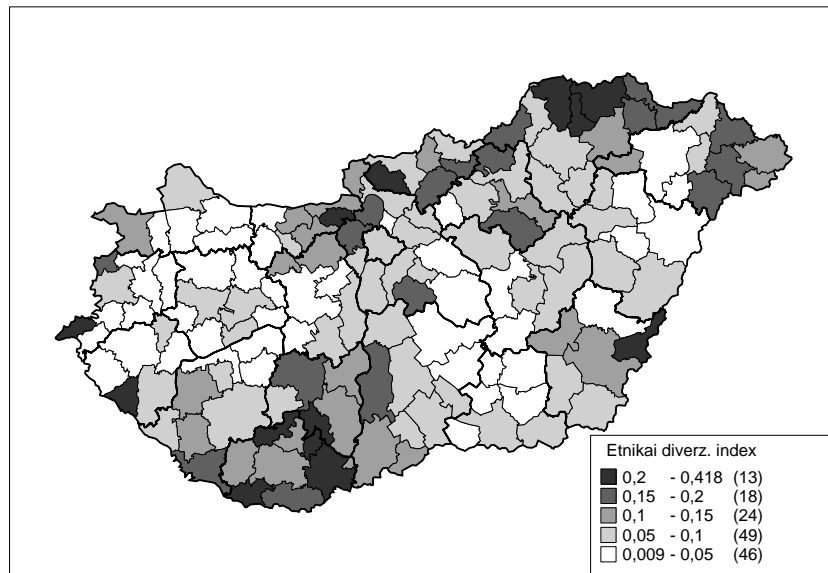 Etnikai diverz. index
0,2 - 0,418 (13)
0,15 - 0,2 (18)
0,1 - 0,15 (24)
0,05 - 0,1 (49)
0,009 - 0,05 (46)